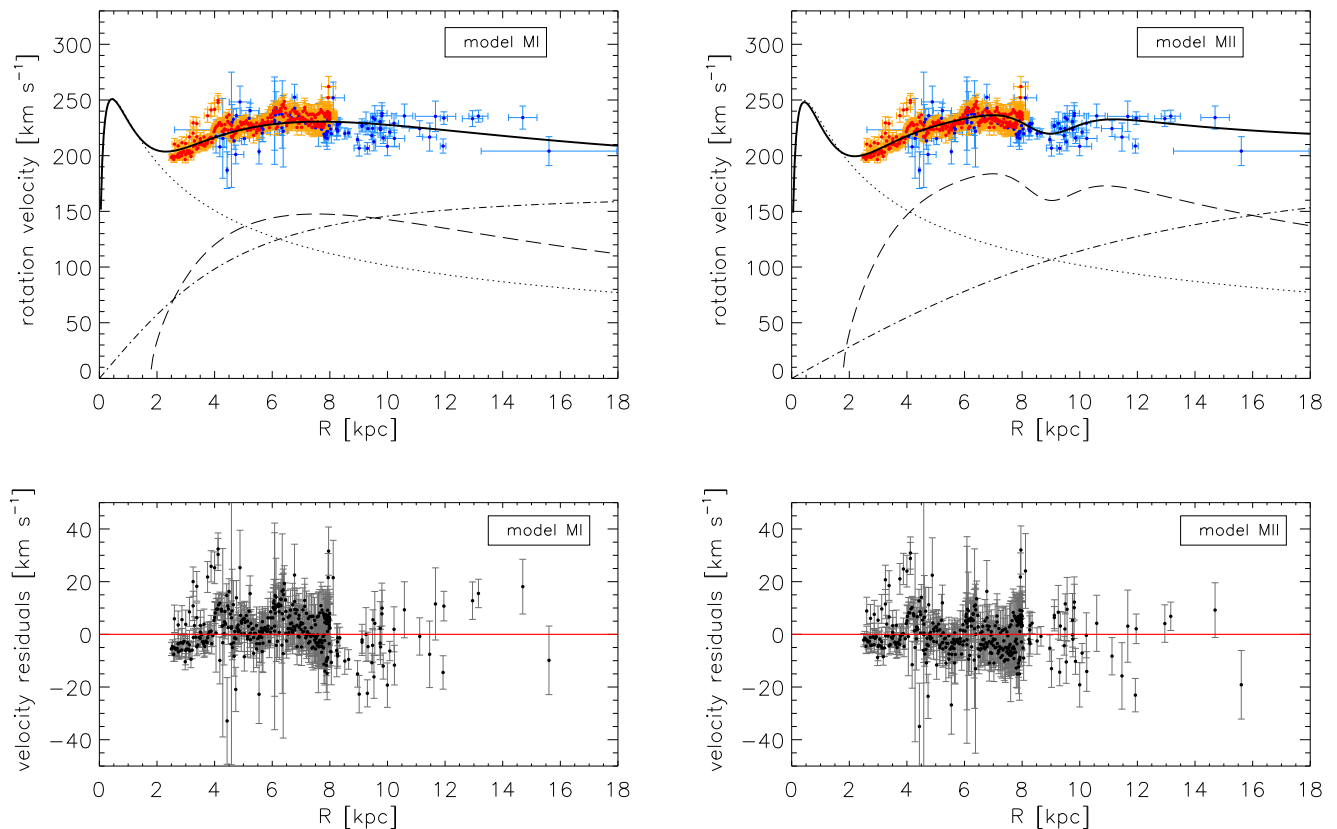 model MI
rotation velocity [km s⁻¹]
300
250
200
150
100
50
0
0 2 4 6 8 10 12 14 16 18
R [kpc]
model MII
rotation velocity [km s⁻¹]
300
250
200
150
100
50
0
0 2 4 6 8 10 12 14 16 18
R [kpc]
model MI
velocity residuals [km s⁻¹]
40
20
0
-20
-40
0 2 4 6 8 10 12 14 16 18
R [kpc]
model MII
velocity residuals [km s⁻¹]
40
20
0
-20
-40
0 2 4 6 8 10 12 14 16 18
R [kpc]